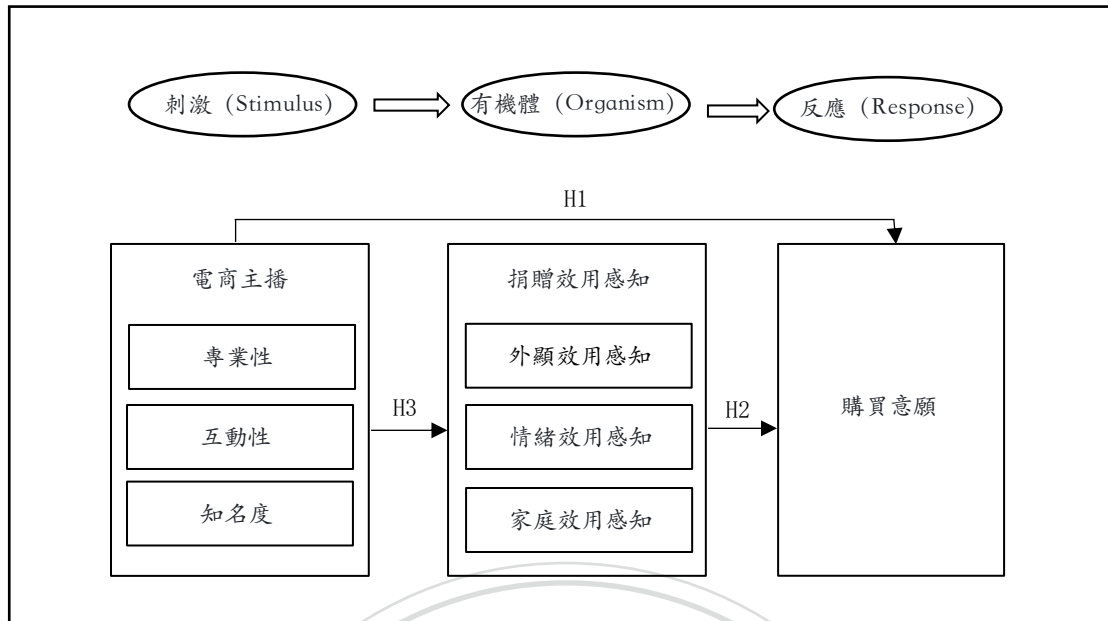 刺激 (Stimulus)
有機體 (Organism)
反應 (Response)
H1
電商主播
專業性
互動性
知名度
H3
捐贈效用感知
外顯效用感知
情緒效用感知
家庭效用感知
H2
購買意願